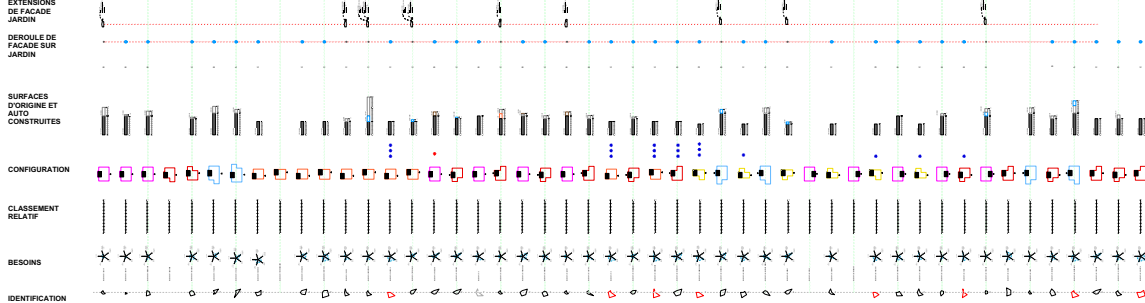 EXTENSIONS
DE FACADE
JARDIN
DEROULE DE
FACADE SUR
JARDIN
SURFACES
D'ORIGINE ET
AUTO
CONSTRUITES
CONFIGURATION
CLASSEMENT
RELATIF
BESOINS
IDENTIFICATION